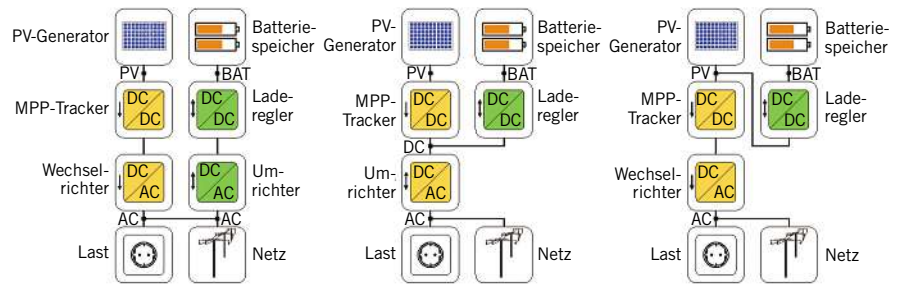 PV-Generator
Batterie-
speicher
PV
BAT
MPP-Tracker
DC
DC
DC
DC
Lade-
regler
Wechsel-
richter
DC
AC
DC
AC
Um-
richter
AC
AC
Last
Netz
PV-
Generator
Batterie-
speicher
PV
BAT
MPP-
Tracker
DC
DC
DC
DC
Lade-
regler
DC
Um-
richter
DC
AC
AC
Last
Netz
PV-
Generator
Batterie-
speicher
PV
BAT
MPP-
Tracker
DC
DC
DC
DC
Lade-
regler
Wechsel-
richter
DC
AC
AC
Last
Netz